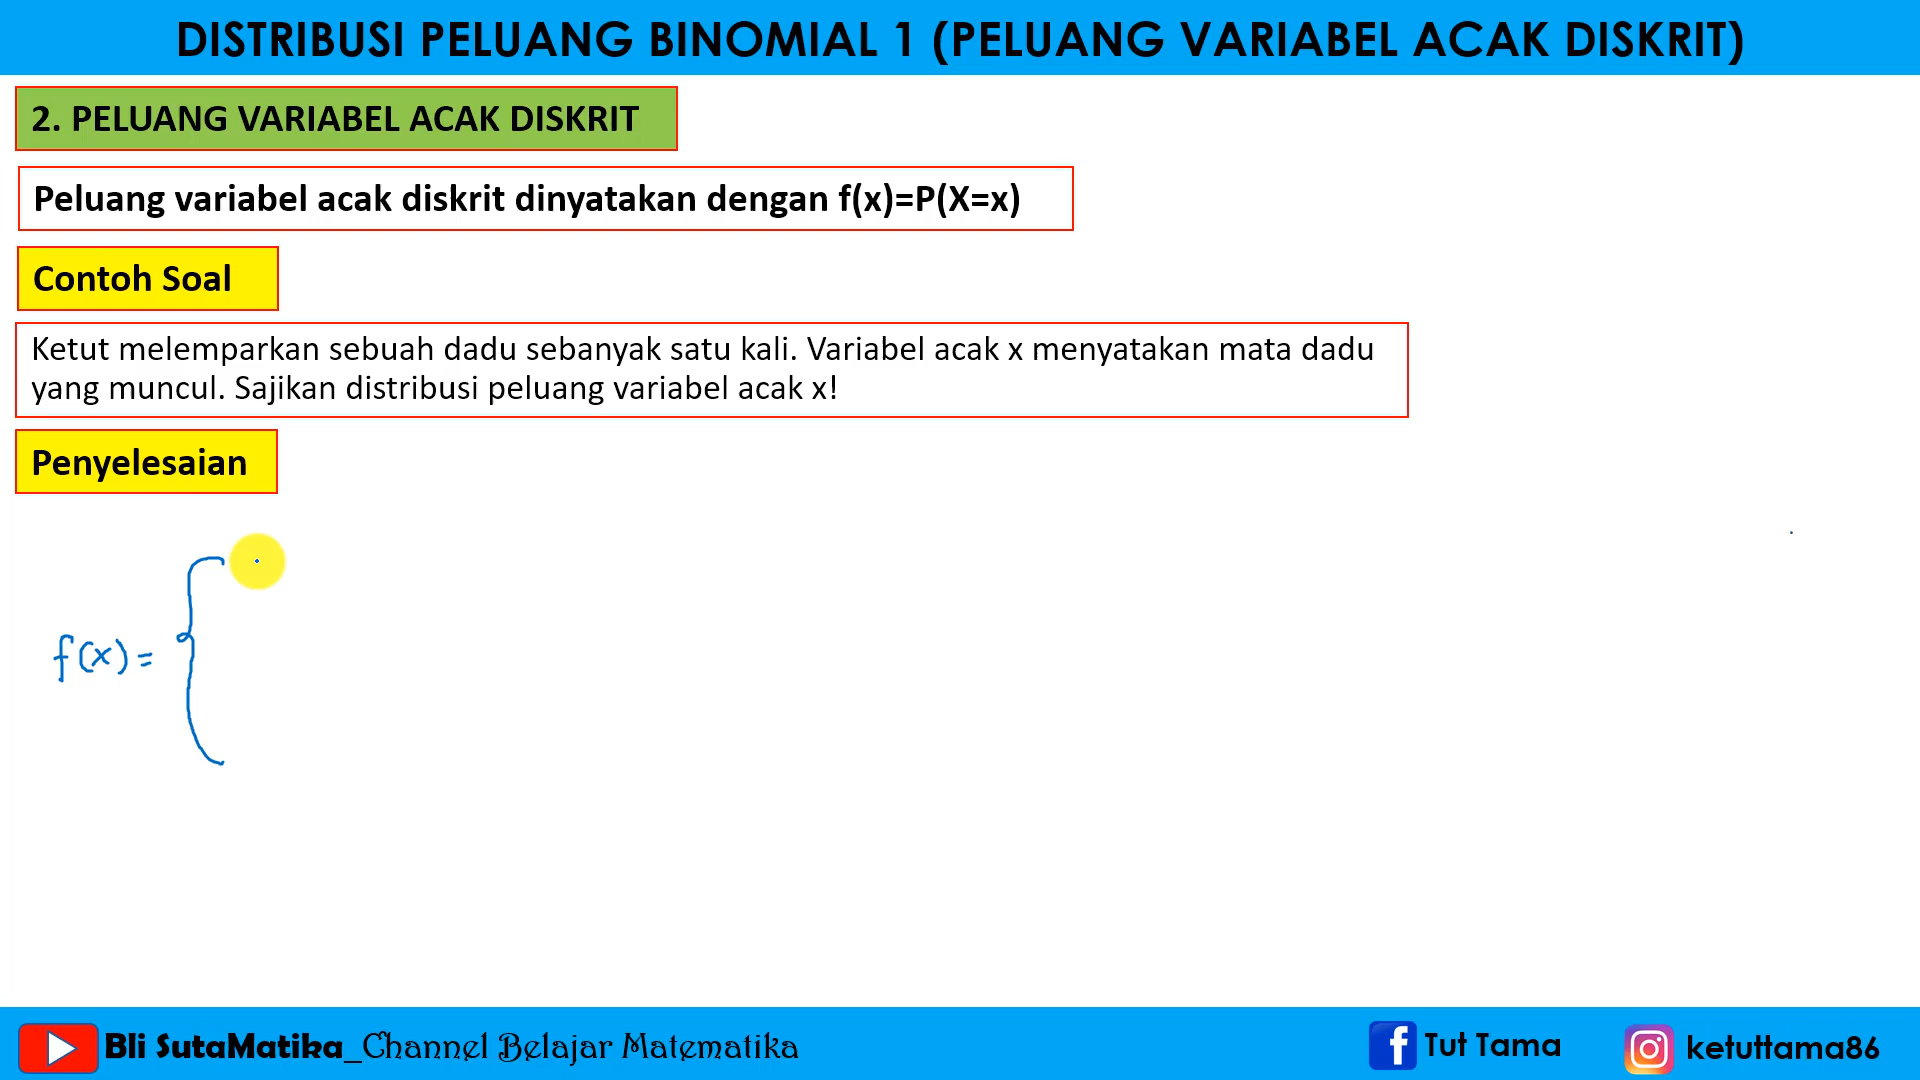 DISTRIBUSI PELUANG BINOMIAL 1 (PELUANG VARIABEL ACAK DISKRIT)
2. PELUANG VARIABEL ACAK DISKRIT
Peluang variabel acak diskrit dinyatakan dengan f(x)=P(X=x)
Contoh Soal
Ketut melemparkan sebuah dadu sebanyak satu kali. Variabel acak x menyatakan mata dadu
yang muncul. Sajikan distribusi peluang variabel acak x!
Penyelesaian
f(x) = {
Bli SutaMatika_Channel Belajar Matematika
Tut Tama
ketuttama86